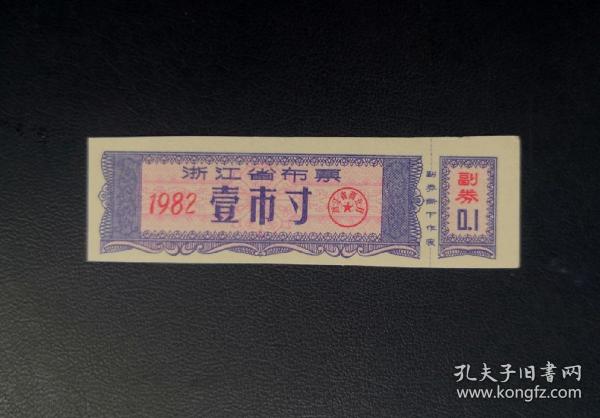 浙江省布票
1982
壹市寸
副券剪下作废
副券
0.1
孔夫子旧书网
www.kongfz.com